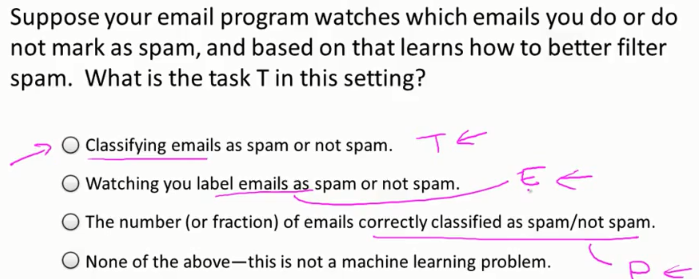 Suppose your email program watches which emails you do or do
not mark as spam, and based on that learns how to better filter
spam. What is the task T in this setting?
Classifying emails as spam or not spam. T
Watching you label emails as spam or not spam. E
The number (or fraction) of emails correctly classified as spam/not spam.
None of the above—this is not a machine learning problem. P